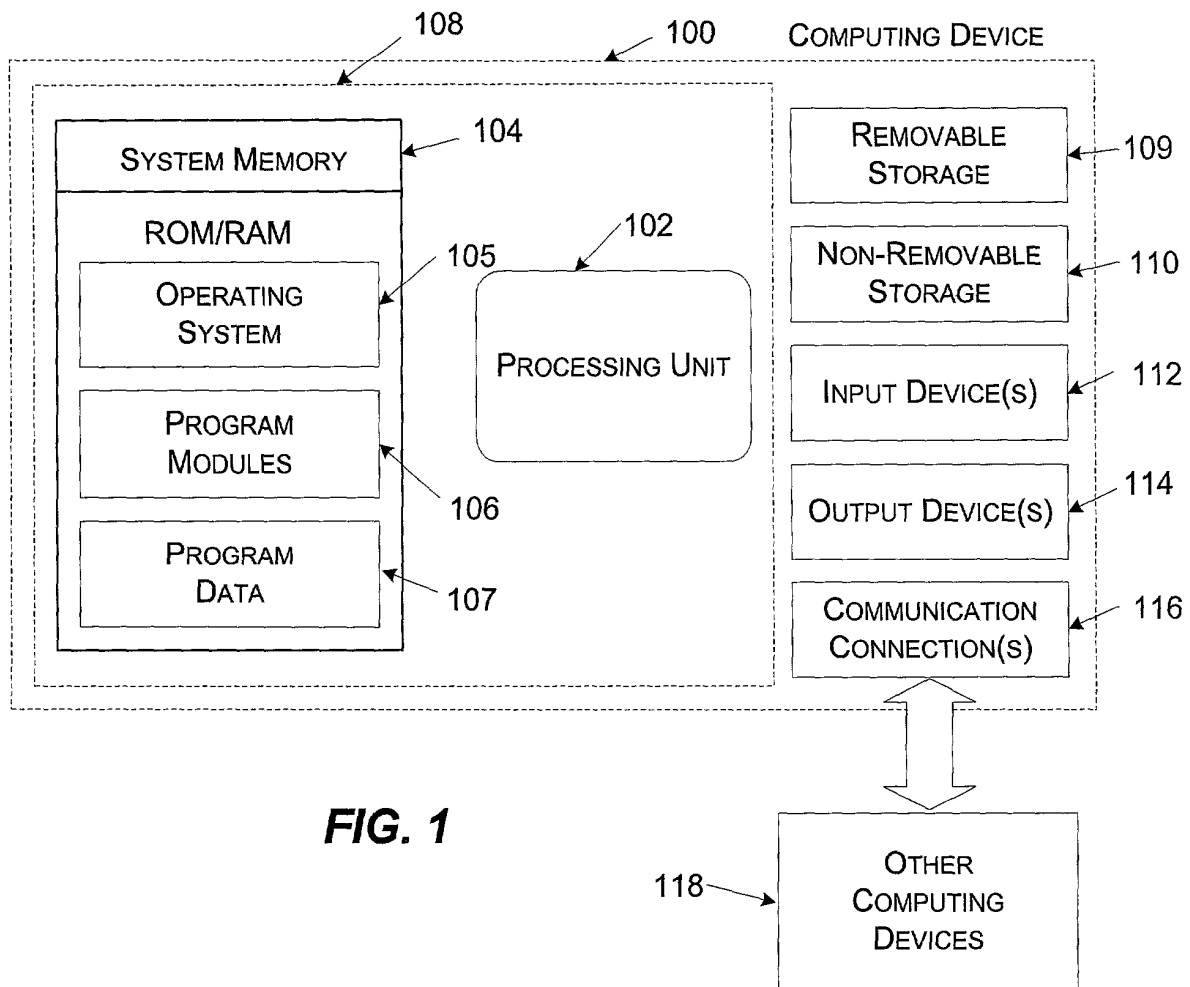 108
100
COMPUTING DEVICE
104
SYSTEM MEMORY
ROM/RAM
105
OPERATING
SYSTEM
PROGRAM
MODULES
106
PROGRAM
DATA
107
102
PROCESSING UNIT
REMOVABLE
STORAGE
109
NON-REMOVABLE
STORAGE
110
INPUT DEVICE(S)
112
OUTPUT DEVICE(S)
114
COMMUNICATION
CONNECTION(S)
116
FIG. 1
118
OTHER
COMPUTING
DEVICES